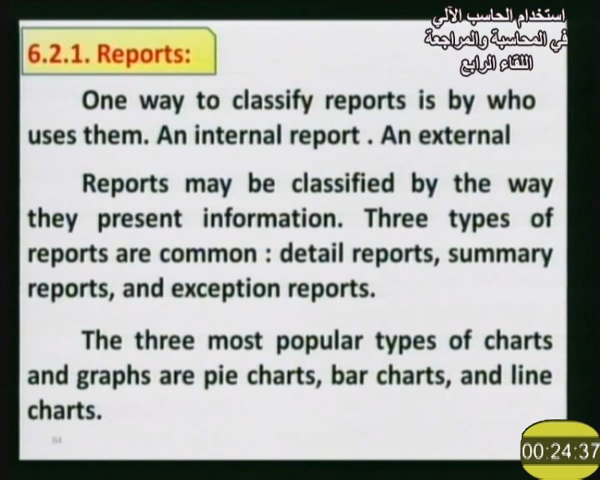 استخدام الحاسب الآلي
في المحاسبة والمراجعة
اللقاء الرابع
6.2.1. Reports:
One way to classify reports is by who
uses them. An internal report . An external
Reports may be classified by the way
they present information. Three types of
reports are common : detail reports, summary
reports, and exception reports.
The three most popular types of charts
and graphs are pie charts, bar charts, and line
charts.
64
00:24:37